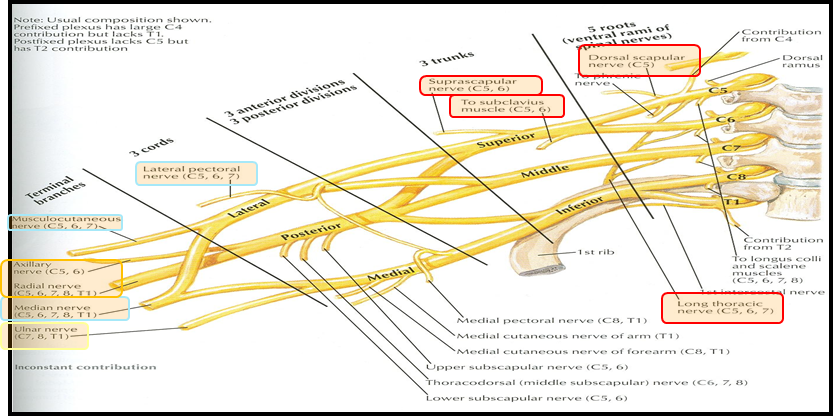 Note: Usual composition shown.
Prefixed plexus has large C4
contribution but lacks T1.
Postfixed plexus lacks C5 but
has T2 contribution
5 roots
(ventral rami of
spinal nerves)
Contribution
from C4
Dorsal
ramus
3 trunks
Dorsal scapular
nerve (C5)
To phrenic
nerve
Suprascapular
nerve (C5, 6)
To subclavius
muscle (C5, 6)
3 anterior divisions
3 posterior divisions
3 cords
Lateral pectoral
nerve (C5, 6, 7)
Terminal
branches
C5
C6
C7
C8
T1
Superior
Middle
Inferior
Lateral
Posterior
Medial
Musculocutaneous
nerve (C5, 6, 7)
Axillary
nerve (C5, 6)
Radial nerve
(C5, 6, 7, 8, T1)
Median nerve
(C5, 6, 7, 8, T1)
Ulnar nerve
(C7, 8, T1)
Inconstant contribution
1st rib
Contribution
from T2
To longus colli
and scalene
muscles
(C5, 6, 7, 8)
1st intercostal nerve
Long thoracic
nerve (C5, 6, 7)
Medial pectoral nerve (C8, T1)
Medial cutaneous nerve of arm (T1)
Medial cutaneous nerve of forearm (C8, T1)
Upper subscapular nerve (C5, 6)
Thoracodorsal (middle subscapular) nerve (C6, 7, 8)
Lower subscapular nerve (C5, 6)